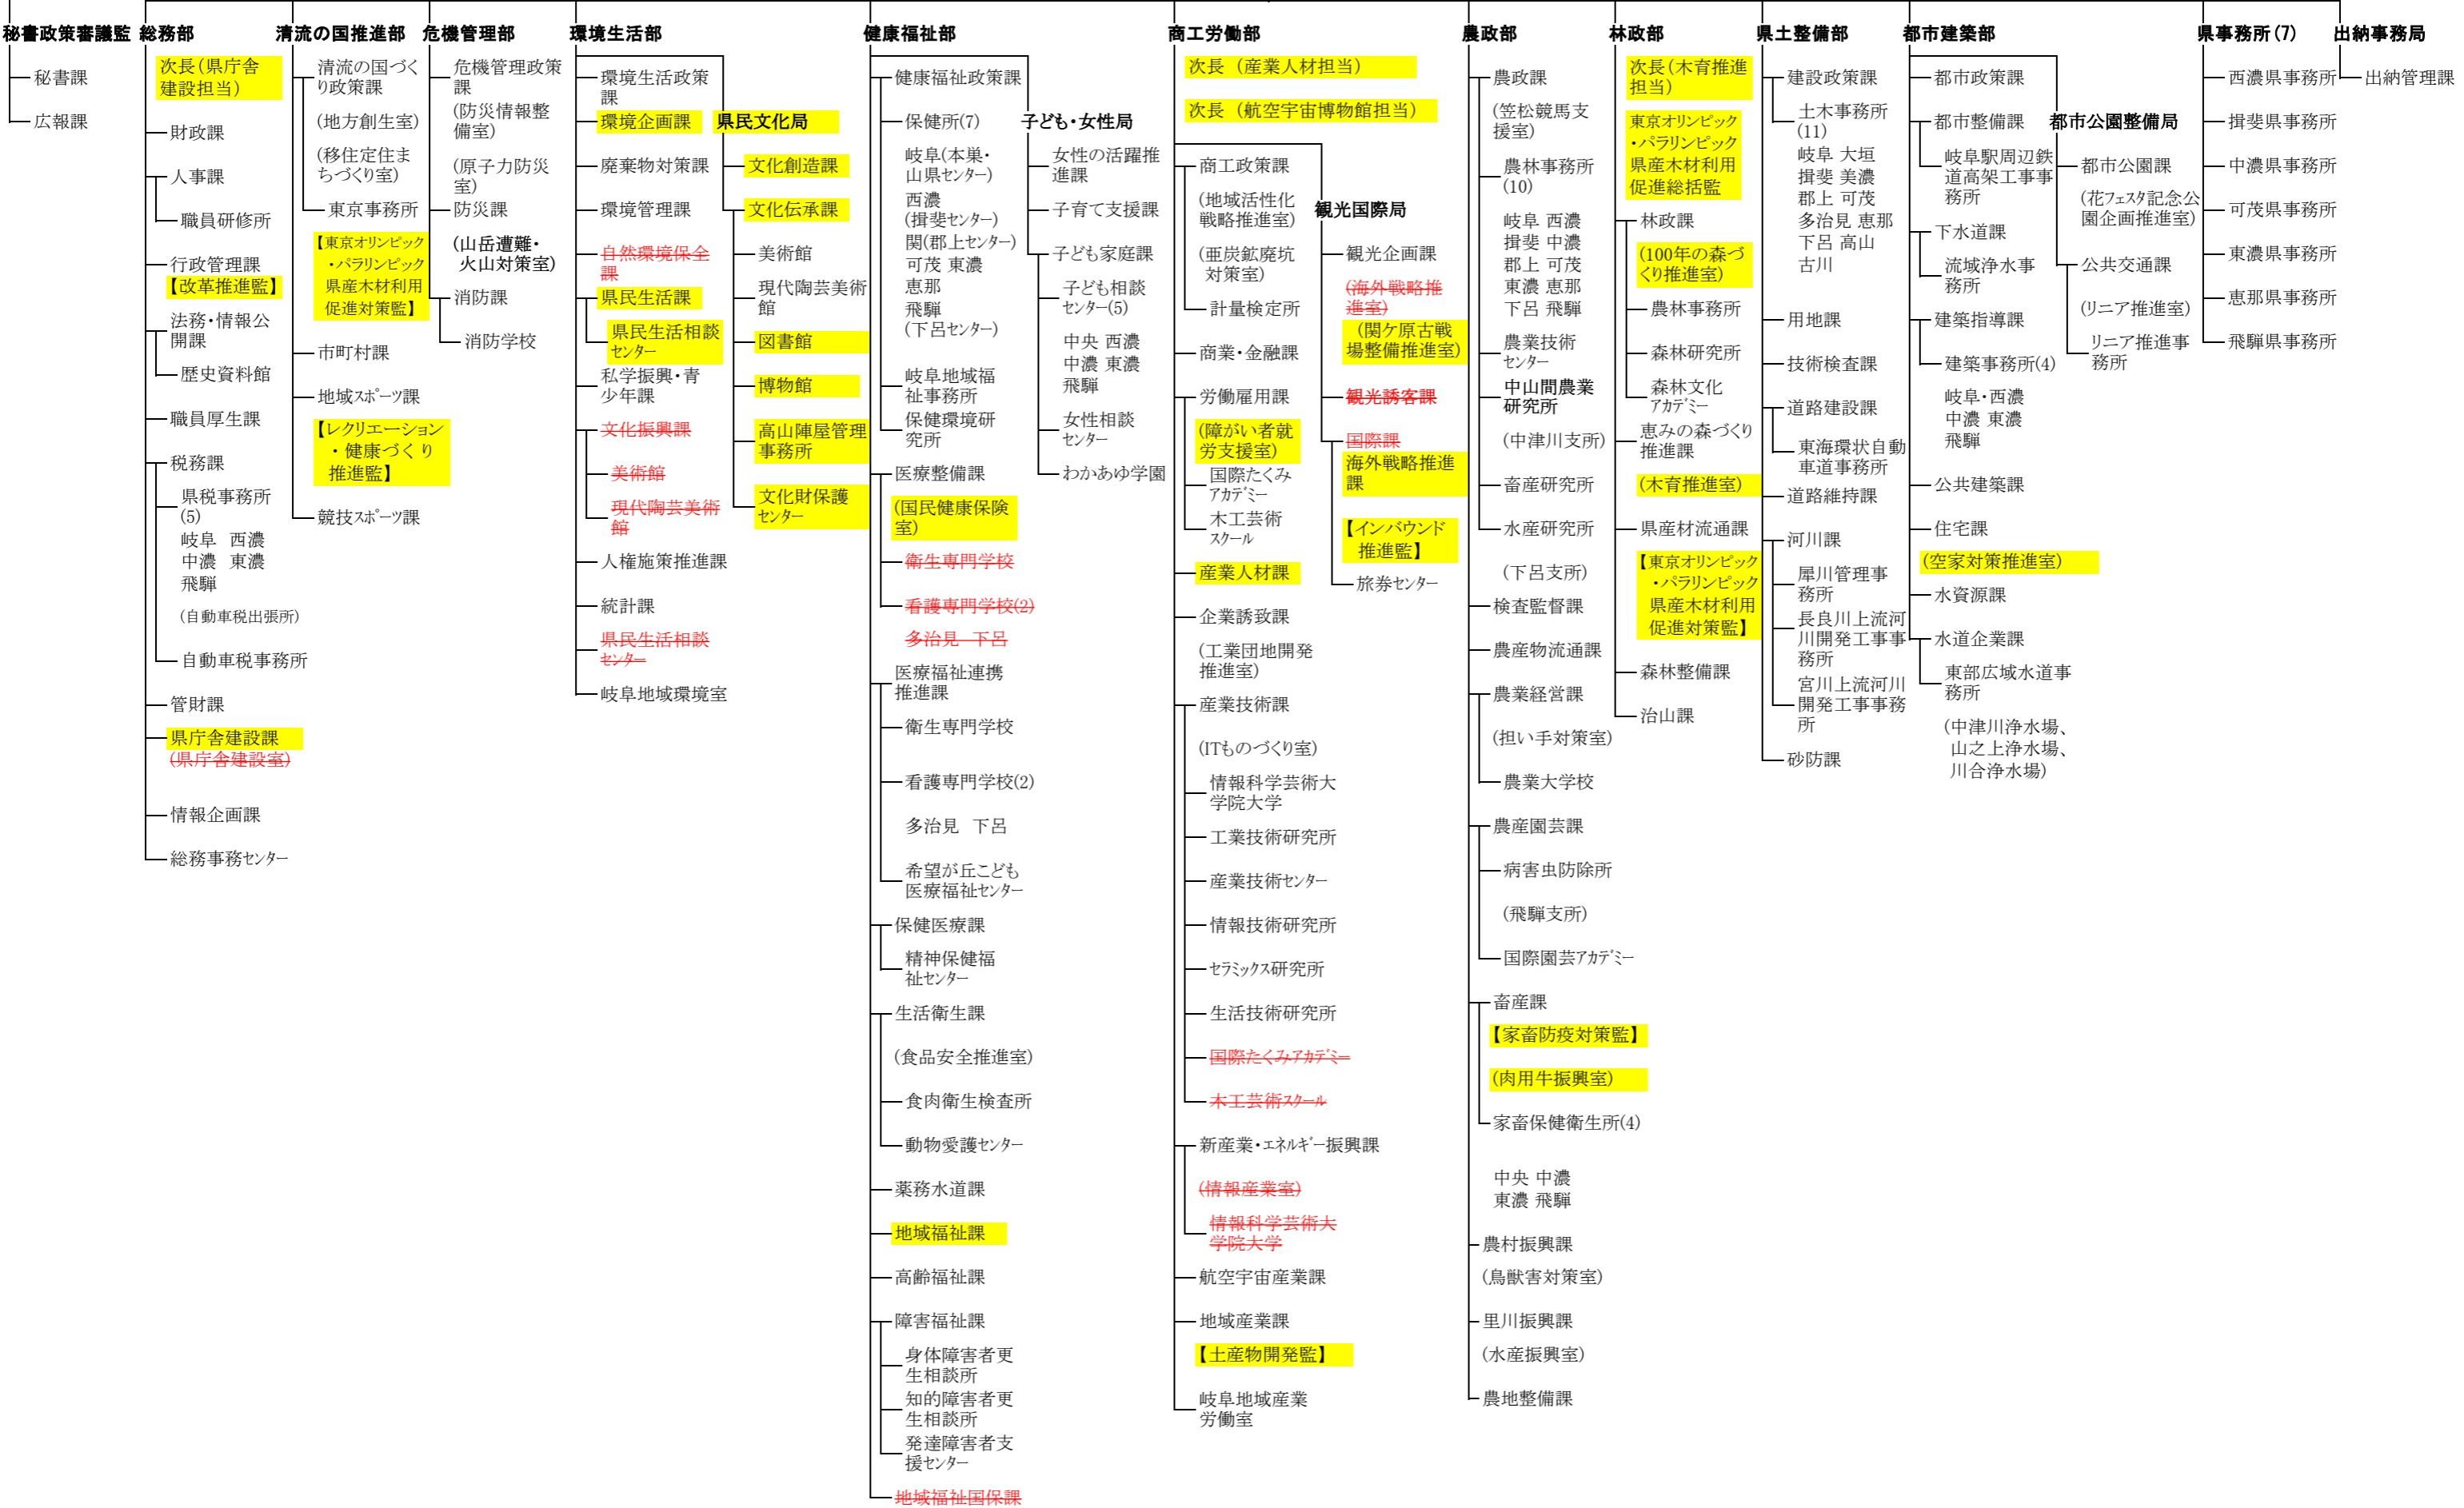 秘書政策審議監
秘書課
広報課
総務部
次長(県庁舎
建設担当)
財政課
人事課
職員研修所
行政管理課
【改革推進監】
法務・情報公
開課
歴史資料館
職員厚生課
税務課
県税事務所
(5)
岐阜 西濃
中濃 東濃
飛騨
(自動車税出張所)
自動車税事務所
管財課
県庁舎建設課
(県庁舎建設室)
情報企画課
総務事務センター
清流の国推進部
清流の国づく
り政策課
(地方創生室)
(移住定住ま
ちづくり室)
東京事務所
【東京オリンピック
・パラリンピック
県産木材利用
促進対策監】
市町村課
地域スポーツ課
【レクリエーション
・健康づくり
推進監】
競技スポーツ課
危機管理部
危機管理政策
課
(防災情報整
備室)
(原子力防災
室)
防災課
(山岳遭難・
火山対策室)
消防課
消防学校
環境生活部
環境生活政策
課
環境企画課
廃棄物対策課
環境管理課
自然環境保全
課
県民生活課
県民生活相談
センター
私学振興・青
少年課
文化振興課
美術館
現代陶芸美術
館
人権施策推進課
統計課
県民生活相談
センター
岐阜地域環境室
県民文化局
文化創造課
文化伝承課
美術館
現代陶芸美術
館
図書館
博物館
高山陣屋管理
事務所
文化財保護
センター
健康福祉部
健康福祉政策課
保健所(7)
岐阜(本巣・
山県センター)
西濃
(揖斐センター)
関(郡上センター)
可茂 東濃
恵那
飛騨
(下呂センター)
岐阜地域福
祉事務所
保健環境研
究所
医療整備課
(国民健康保険
室)
衛生専門学校
看護専門学校(2)
多治見 下呂
医療福祉連携
推進課
衛生専門学校
看護専門学校(2)
多治見 下呂
希望が丘こども
医療福祉センター
保健医療課
精神保健福
祉センター
生活衛生課
(食品安全推進室)
食肉衛生検査所
動物愛護センター
薬務水道課
地域福祉課
高齢福祉課
障害福祉課
身体障害者更
生相談所
知的障害者更
生相談所
発達障害者支
援センター
地域福祉国保課
子ども・女性局
女性の活躍推
進課
子育て支援課
子ども家庭課
子ども相談
センター(5)
中央 西濃
中濃 東濃
飛騨
女性相談
センター
わかあゆ学園
商工労働部
次長 (産業人材担当)
次長 (航空宇宙博物館担当)
商工政策課
(地域活性化
戦略推進室)
(亜炭鉱廃坑
対策室)
計量検定所
商業・金融課
労働雇用課
(障がい者就
労支援室)
国際たくみ
アカデミー
木工芸術
スクール
産業人材課
企業誘致課
(工業団地開発
推進室)
産業技術課
(ITものづくり室)
情報科学芸術大
学院大学
工業技術研究所
産業技術センター
情報技術研究所
セラミックス研究所
生活技術研究所
国際たくみアカデミー
木工芸術スクール
新産業・エネルギー振興課
(情報産業室)
情報科学芸術大
学院大学
航空宇宙産業課
地域産業課
【土産物開発監】
岐阜地域産業
労働室
観光国際局
観光企画課
(海外戦略推
進室)
(関ケ原古戦
場整備推進室)
観光誘客課
国際課
海外戦略推進
課
【インバウンド
推進監】
旅券センター
農政部
農政課
(笠松競馬支
援室)
農林事務所
(10)
岐阜 西濃
揖斐 中濃
郡上 可茂
東濃 恵那
下呂 飛騨
農業技術
センター
中山間農業
研究所
(中津川支所)
畜産研究所
水産研究所
(下呂支所)
検査監督課
農産物流通課
農業経営課
(担い手対策室)
農業大学校
農産園芸課
病害虫防除所
(飛騨支所)
国際園芸アカデミー
畜産課
【家畜防疫対策監】
(肉用牛振興室)
家畜保健衛生所(4)
中央 中濃
東濃 飛騨
農村振興課
(鳥獣害対策室)
里川振興課
(水産振興室)
農地整備課
林政部
次長(木育推進
担当)
東京オリンピック
・パラリンピック
県産木材利用
促進総括監
林政課
(100年の森づ
くり推進室)
農林事務所
森林研究所
森林文化
アカデミー
恵みの森づくり
推進課
(木育推進室)
県産材流通課
【東京オリンピック
・パラリンピック
県産木材利用
促進対策監】
森林整備課
治山課
県土整備部
建設政策課
土木事務所
(11)
岐阜 大垣
揖斐 美濃
郡上 可茂
多治見 恵那
下呂 高山
古川
用地課
技術検査課
道路建設課
東海環状自動
車道事務所
道路維持課
河川課
犀川管理事
務所
長良川上流河
川開発工事事
務所
宮川上流河川
開発工事事務
所
砂防課
都市建築部
都市政策課
都市整備課
岐阜駅周辺鉄
道高架工事事
務所
下水道課
流域浄水事
務所
建築指導課
建築事務所(4)
岐阜・西濃
中濃 東濃
飛騨
公共建築課
住宅課
(空家対策推進室)
水資源課
水道企業課
東部広域水道事
務所
(中津川浄水場、
山之上浄水場、
川合浄水場)
都市公園整備局
都市公園課
(花フェスタ記念公
園企画推進室)
公共交通課
(リニア推進室)
リニア推進事
務所
県事務所(7)
西濃県事務所
揖斐県事務所
中濃県事務所
可茂県事務所
東濃県事務所
恵那県事務所
飛騨県事務所
出納事務局
出納管理課